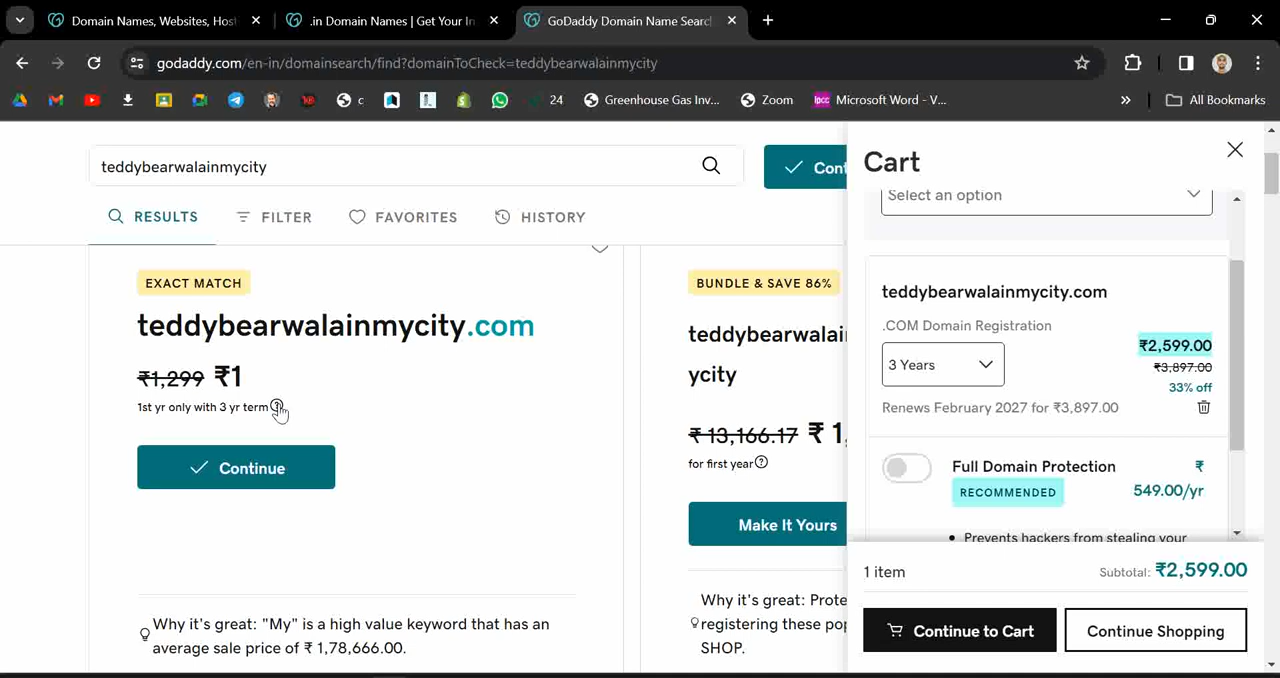 Domain Names, Websites, Host
.in Domain Names | Get Your In
GoDaddy Domain Name Search
godaddy.com/en-in/domainsearch/find?domainToCheck=teddybearwalainmycity
c
24
Greenhouse Gas Inv...
Zoom
ipcc
Microsoft Word - V...
»
All Bookmarks
teddybearwalainmycity
Cont
RESULTS
FILTER
FAVORITES
HISTORY
EXACT MATCH
teddybearwalainmycity.com
₹1,299 ₹1
1st yr only with 3 yr term
Continue
Why it's great: "My" is a high value keyword that has an
average sale price of ₹ 1,78,666.00.
BUNDLE & SAVE 86%
teddybearwalai
ycity
₹ 13,166.17 ₹ 1,
for first year
Make It Yours
Why it's great: Prote
registering these pop
SHOP.
Cart
Select an option
teddybearwalainmycity.com
.COM Domain Registration
3 Years
₹2,599.00
₹3,897.00
33% off
Renews February 2027 for ₹3,897.00
Full Domain Protection
RECOMMENDED
₹
549.00/yr
• Prevents hackers from stealing your
1 item
Subtotal: ₹2,599.00
Continue to Cart
Continue Shopping